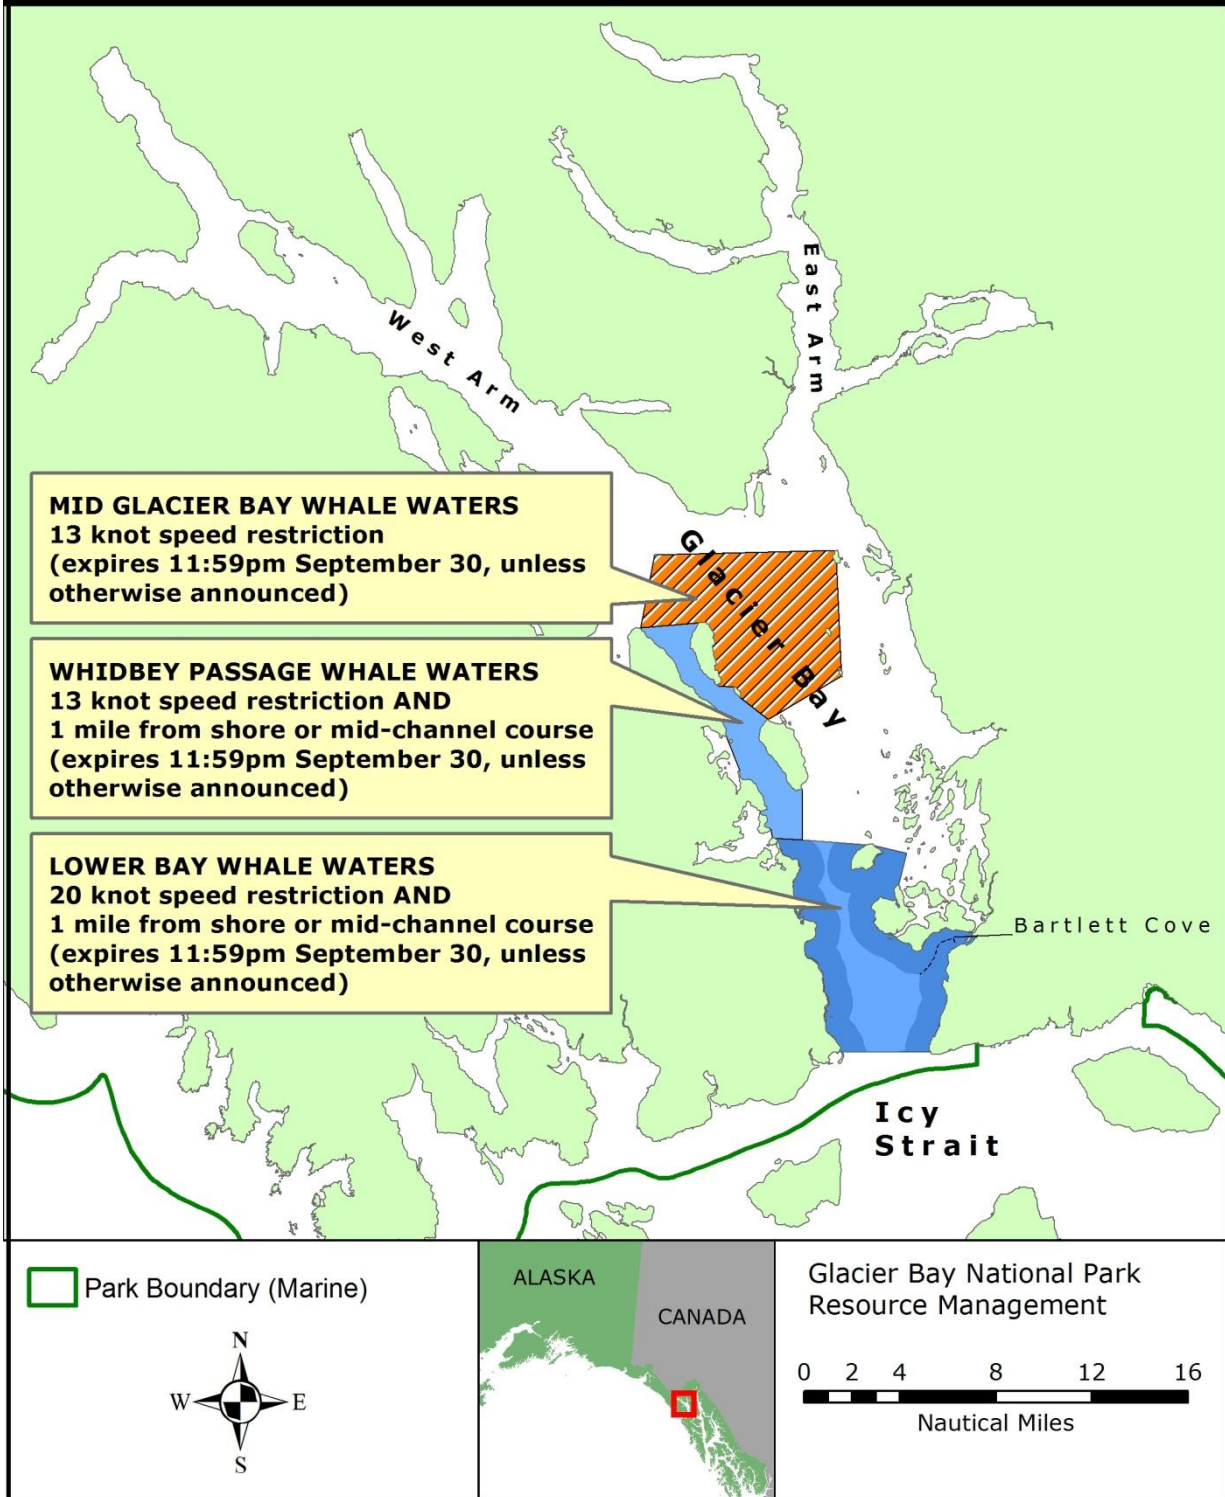 East Arm
West Arm
Glacier Bay
MID GLACIER BAY WHALE WATERS
13 knot speed restriction
(expires 11:59pm September 30, unless
otherwise announced)
WHIDBEY PASSAGE WHALE WATERS
13 knot speed restriction AND
1 mile from shore or mid-channel course
(expires 11:59pm September 30, unless
otherwise announced)
LOWER BAY WHALE WATERS
20 knot speed restriction AND
1 mile from shore or mid-channel course
(expires 11:59pm September 30, unless
otherwise announced)
Bartlett Cove
Icy
Strait
Park Boundary (Marine)
N
W E
S
ALASKA
CANADA
Glacier Bay National Park
Resource Management
0 2 4 8 12 16
Nautical Miles